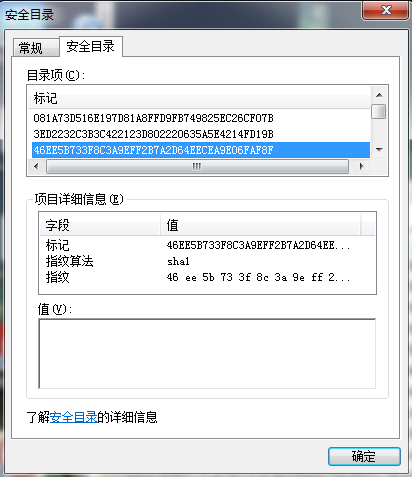 安全目录
常规 安全目录
目录项(C):
标记
081A73D516E197D81A8FFD9FB749825EC26CF07B
3ED2232C3B3C422123D802220635A5E4214FD19B
46EE5B733F8C3A9EFF2B7A2D64EECEA9E06FAF8F
项目详细信息(E)
字段 值
标记 46EE5B733F8C3A9EFF2B7A2D64EE...
指纹算法 sha1
指纹 46 ee 5b 73 3f 8c 3a 9e ff 2...
值(V):
了解安全目录的详细信息
确定